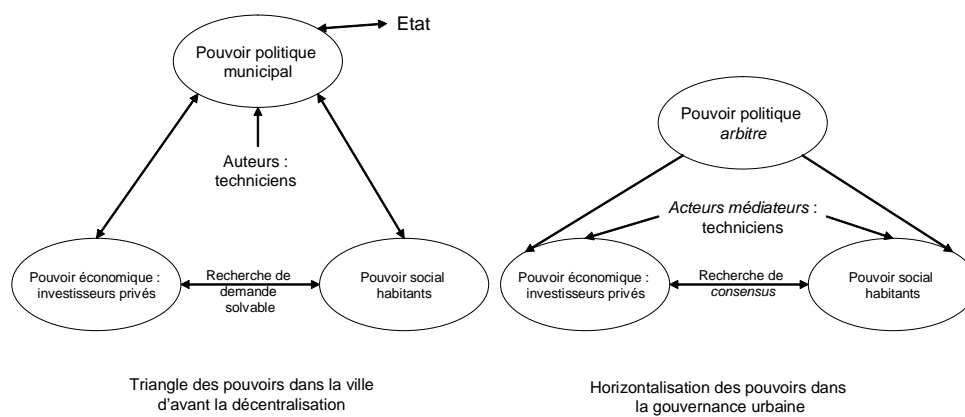 Etat
Pouvoir politique
municipal
Auteurs :
techniciens
Pouvoir économique :
investisseurs privés
Recherche de
demande
solvable
Pouvoir social
habitants
Triangle des pouvoirs dans la ville
d'avant la décentralisation
Pouvoir politique
arbitre
Acteurs médiateurs :
techniciens
Pouvoir économique :
investisseurs privés
Recherche de
consensus
Pouvoir social
habitants
Horizontalisation des pouvoirs dans
la gouvernance urbaine